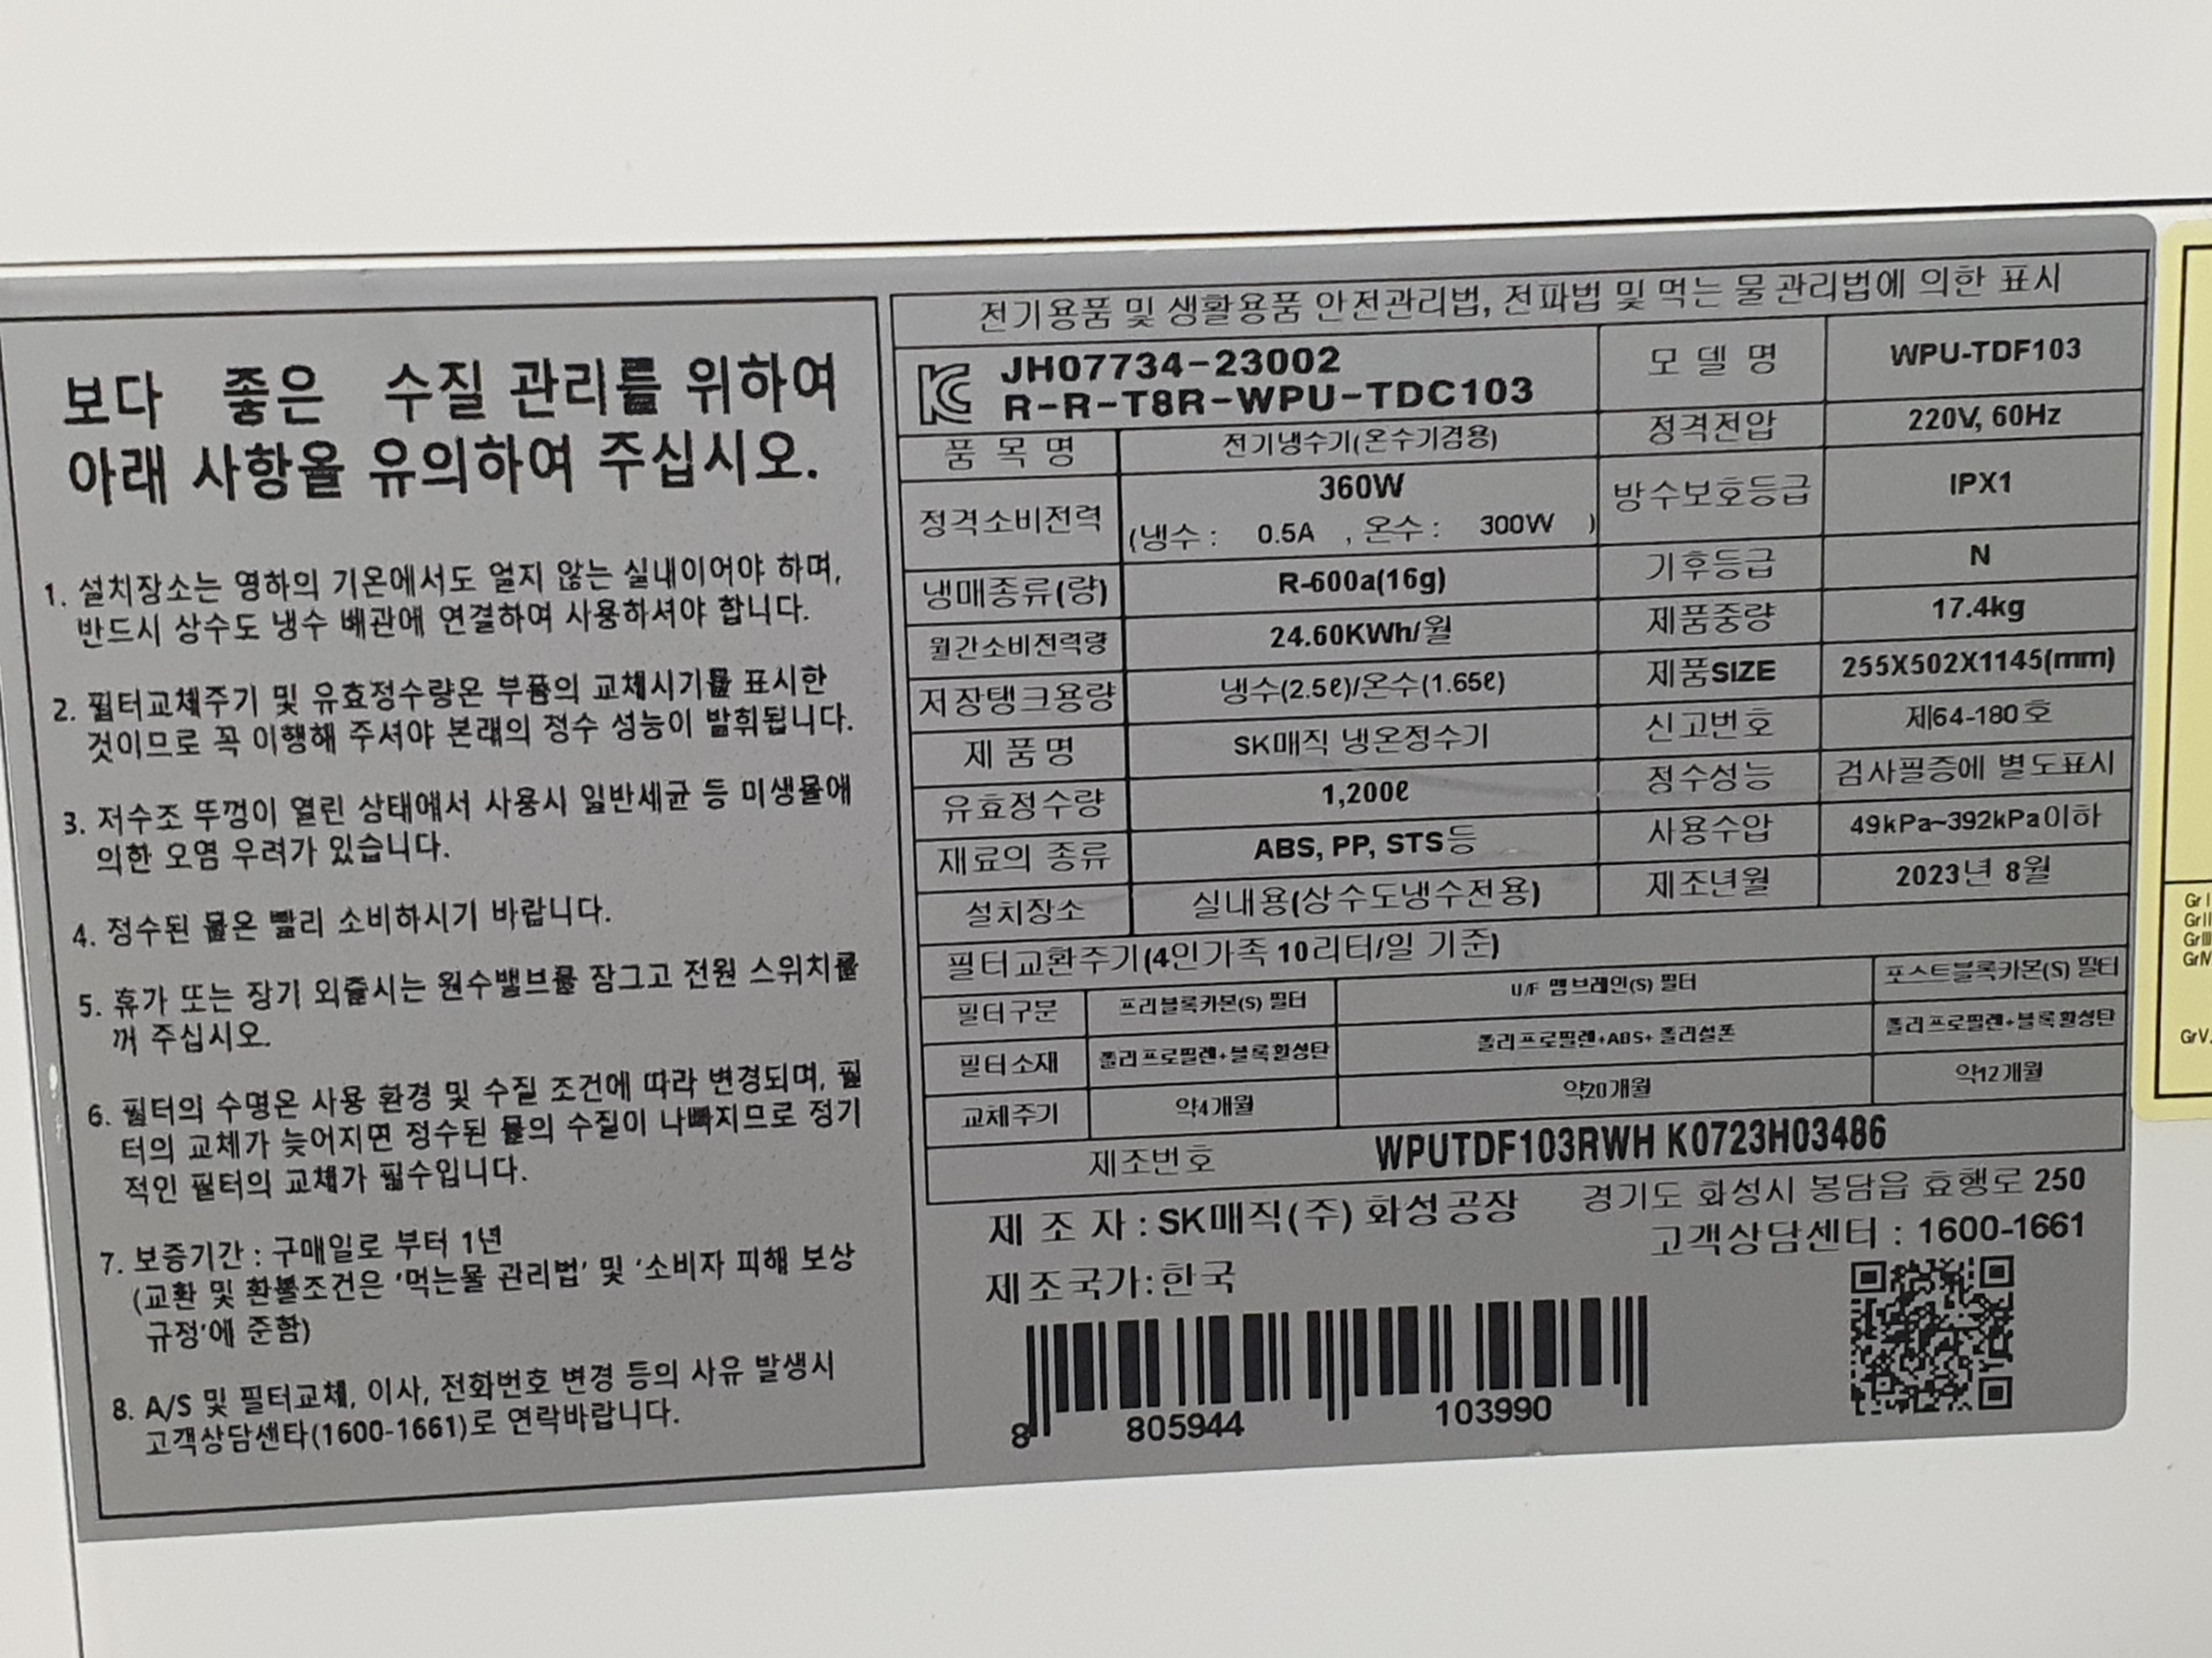 보다 좋은 수질 관리를 위하여
아래 사항을 유의하여 주십시오.
1. 설치장소는 영하의 기온에서도 얼지 않는 실내이어야 하며,
반드시 상수도 냉수 배관에 연결하여 사용하셔야 합니다.
2. 필터교체주기 및 유효정수량은 부품의 교체시기를 표시한
것이므로 꼭 이행해 주셔야 본래의 정수 성능이 발휘됩니다.
3. 저수조 뚜껑이 열린 상태에서 사용시 일반세균 등 미생물에
의한 오염 우려가 있습니다.
4. 정수된 물은 빨리 소비하시기 바랍니다.
5. 휴가 또는 장기 외출시는 원수밸브를 잠그고 전원 스위치를
꺼 주십시오.
6. 필터의 수명은 사용 환경 및 수질 조건에 따라 변경되며, 필
터의 교체가 늦어지면 정수된 물의 수질이 나빠지므로 정기
적인 필터의 교체가 필수입니다.
7. 보증기간 : 구매일로 부터 1년
(교환 및 환불조건은 '먹는물 관리법' 및 '소비자 피해 보상
규정'에 준함)
8. A/S 및 필터교체, 이사, 전화번호 변경 등의 사유 발생시
고객상담센타(1600-1661)로 연락바랍니다.
전기용품 및 생활용품 안전관리법, 전파법 및 먹는 물 관리법에 의한 표시
JH07734-23002
R-R-T8R-WPU-TDC103
모 델 명 WPU-TDF103
품 목 명 전기냉수기(온수기겸용)
정격전압 220V, 60Hz
정격소비전력 360W
(냉수 : 0.5A , 온수 : 300W )
방수보호등급 IPX1
냉매종류(량) R-600a(16g)
기후등급 N
월간소비전력량 24.60KWh/월
제품중량 17.4kg
저장탱크용량 냉수(2.5ℓ)/온수(1.65ℓ)
제품SIZE 255X502X1145(mm)
제 품 명 SK매직 냉온정수기
신고번호 제64-180호
유효정수량 1,200ℓ
정수성능 검사필증에 별도표시
재료의 종류 ABS, PP, STS등
사용수압 49kPa~392kPa이하
설치장소 실내용(상수도냉수전용)
제조년월 2023년 8월
필터교환주기(4인가족 10리터/일 기준)
필터구분 프리블록카본(S) 필터 U/F 멤브레인(S) 필터 포스트블록카본(S) 필터
필터소재 폴리프로필렌+블록활성탄 폴리프로필렌+ABS+ 폴리설폰 폴리프로필렌+블록활성탄
교체주기 약4개월 약20개월 약12개월
제조번호 WPUTDF103RWH K0723H03486
제 조 자 : SK매직(주) 화성공장 경기도 화성시 봉담읍 효행로 250
고객상담센터 : 1600-1661
제조국가:한국
8 805944 103990
Gr I
Gr II
Gr III
Gr IV
Gr V